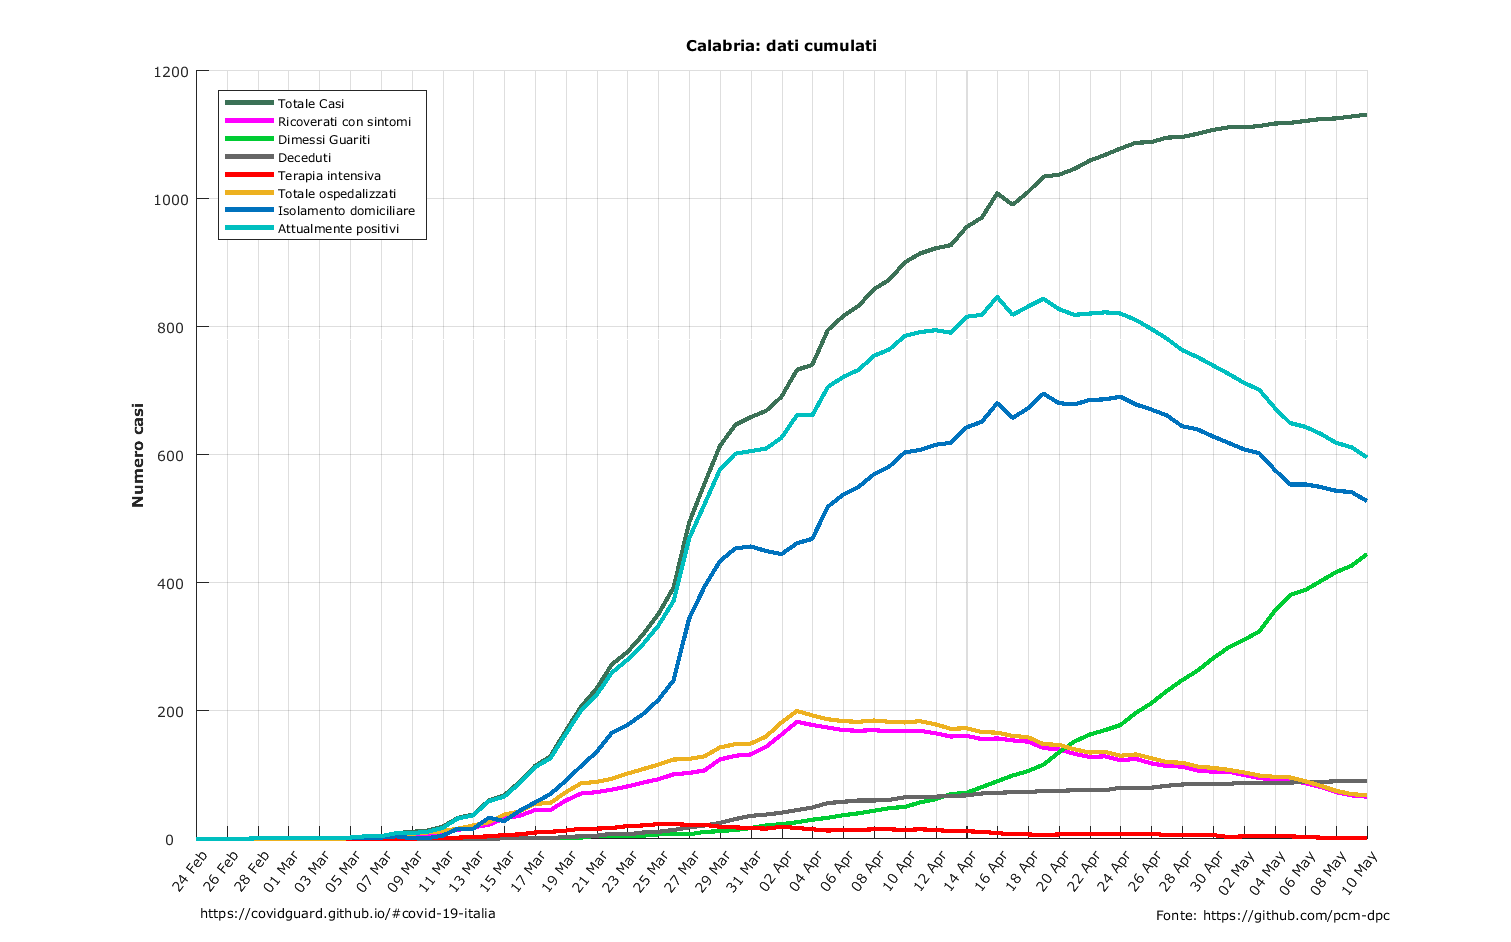 Calabria: dati cumulati
Numero casi
1200
1000
800
600
400
200
0
Totale Casi
Ricoverati con sintomi
Dimessi Guariti
Deceduti
Terapia intensiva
Totale ospedalizzati
Isolamento domiciliare
Attualmente positivi
24 Feb
26 Feb
28 Feb
01 Mar
03 Mar
05 Mar
07 Mar
09 Mar
11 Mar
13 Mar
15 Mar
17 Mar
19 Mar
21 Mar
23 Mar
25 Mar
27 Mar
29 Mar
31 Mar
02 Apr
04 Apr
06 Apr
08 Apr
10 Apr
12 Apr
14 Apr
16 Apr
18 Apr
20 Apr
22 Apr
24 Apr
26 Apr
28 Apr
30 Apr
02 May
04 May
06 May
08 May
10 May
https://covidguard.github.io/#covid-19-italia
Fonte: https://github.com/pcm-dpc